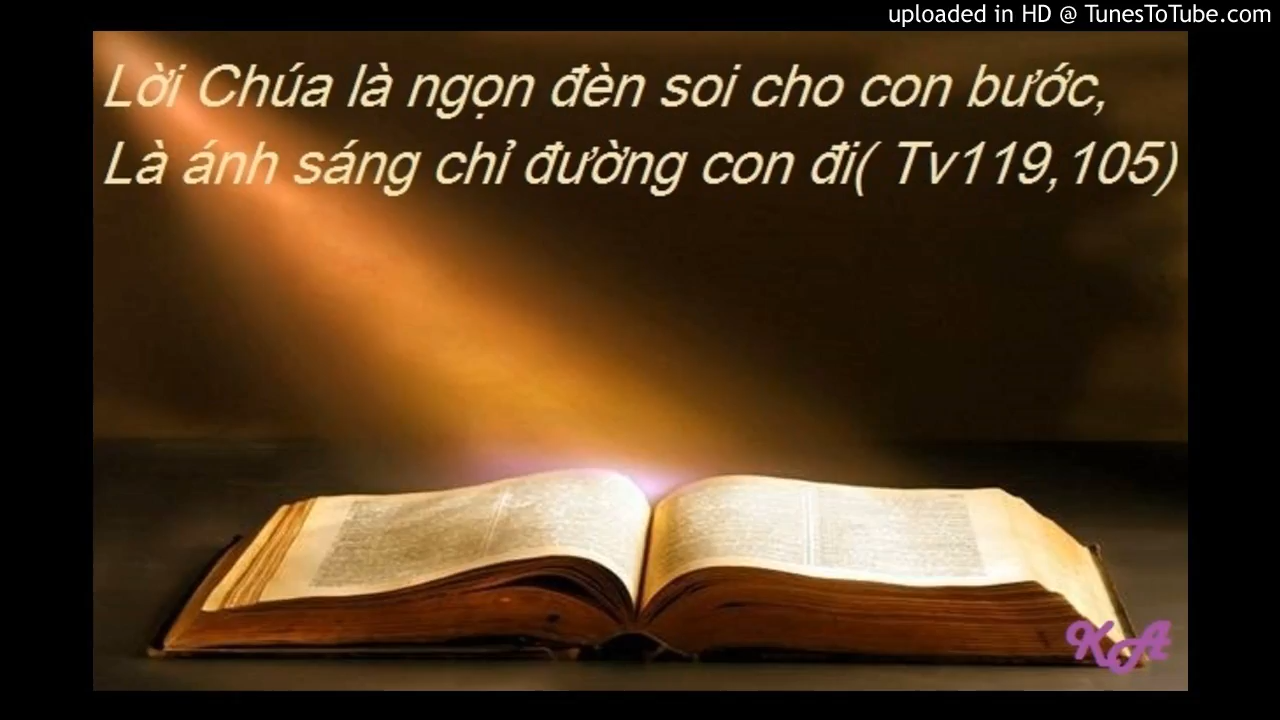 uploaded in HD @ TunesToTube.com
Lời Chúa là ngọn đèn soi cho con bước,
Là ánh sáng chỉ đường con đi( Tv119,105)
KA